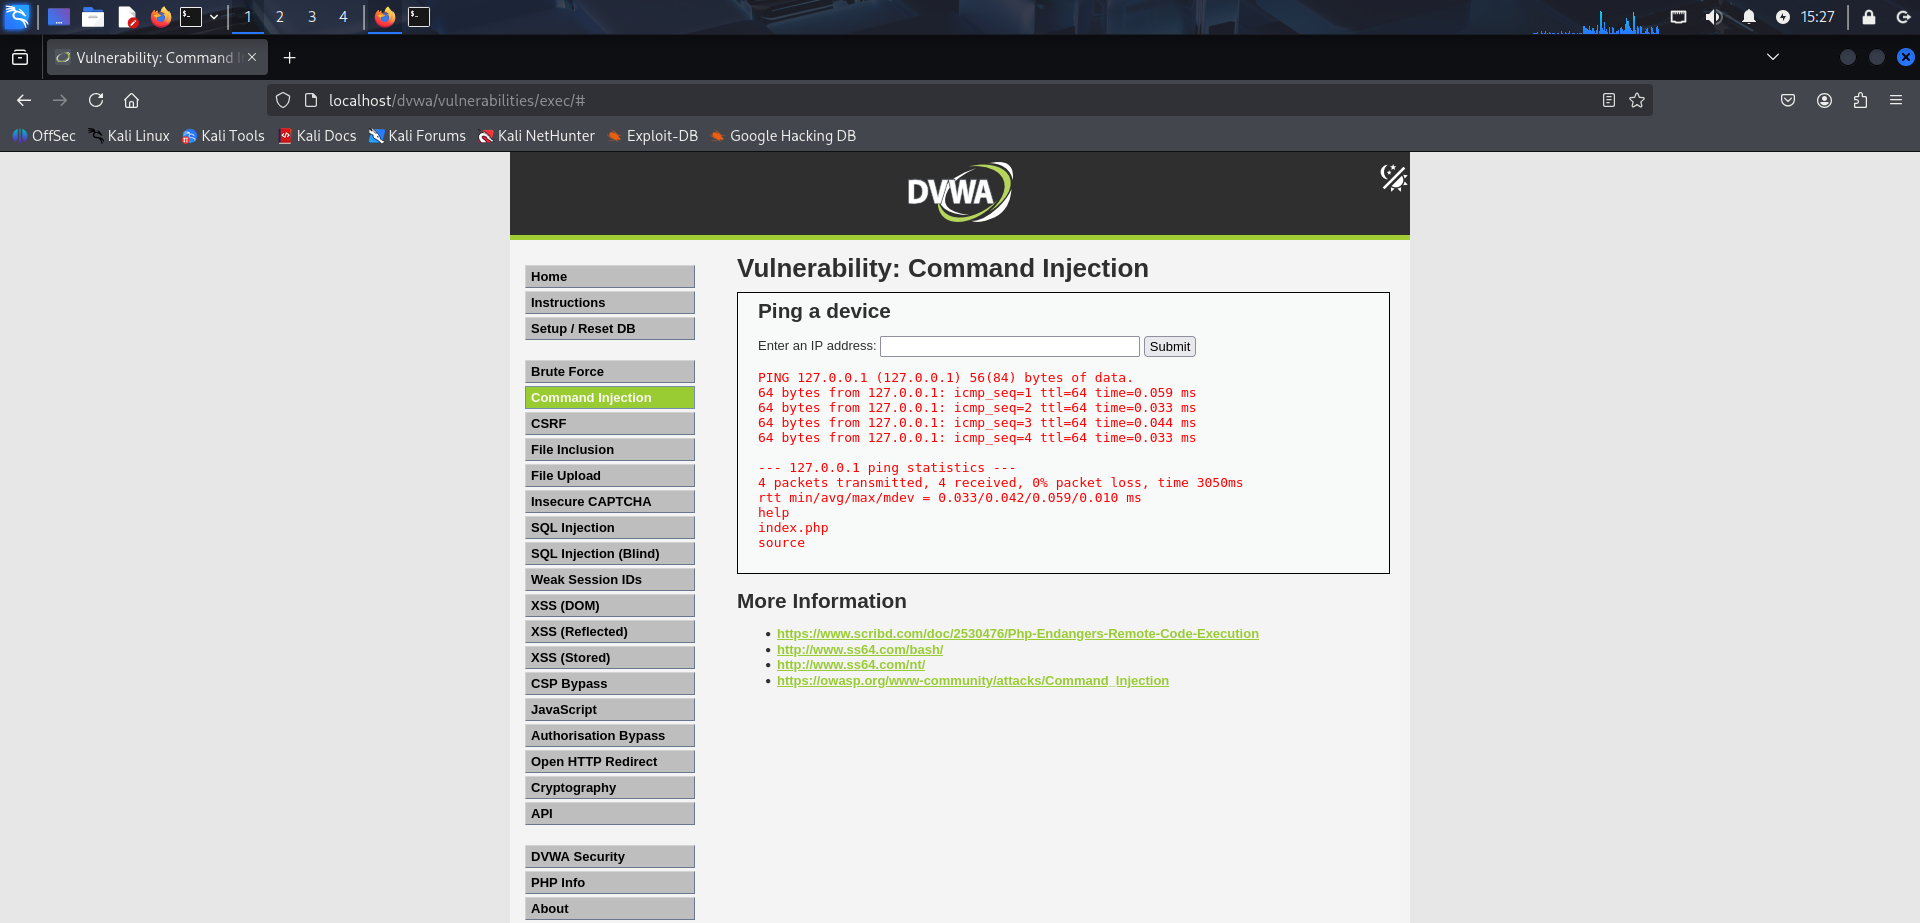 1 2 3 4 15:27
Vulnerability: Command I
localhost/dvwa/vulnerabilities/exec/#
OffSec Kali Linux Kali Tools Kali Docs Kali Forums Kali NetHunter Exploit-DB Google Hacking DB
DVWA
Home
Instructions
Setup / Reset DB
Brute Force
Command Injection
CSRF
File Inclusion
File Upload
Insecure CAPTCHA
SQL Injection
SQL Injection (Blind)
Weak Session IDs
XSS (DOM)
XSS (Reflected)
XSS (Stored)
CSP Bypass
JavaScript
Authorisation Bypass
Open HTTP Redirect
Cryptography
API
DVWA Security
PHP Info
About
Vulnerability: Command Injection
Ping a device
Enter an IP address: Submit
PING 127.0.0.1 (127.0.0.1) 56(84) bytes of data.
64 bytes from 127.0.0.1: icmp_seq=1 ttl=64 time=0.059 ms
64 bytes from 127.0.0.1: icmp_seq=2 ttl=64 time=0.033 ms
64 bytes from 127.0.0.1: icmp_seq=3 ttl=64 time=0.044 ms
64 bytes from 127.0.0.1: icmp_seq=4 ttl=64 time=0.033 ms
--- 127.0.0.1 ping statistics ---
4 packets transmitted, 4 received, 0% packet loss, time 3050ms
rtt min/avg/max/mdev = 0.033/0.042/0.059/0.010 ms
help
index.php
source
More Information
https://www.scribd.com/doc/2530476/Php-Endangers-Remote-Code-Execution
http://www.ss64.com/bash/
http://www.ss64.com/nt/
https://owasp.org/www-community/attacks/Command_Injection